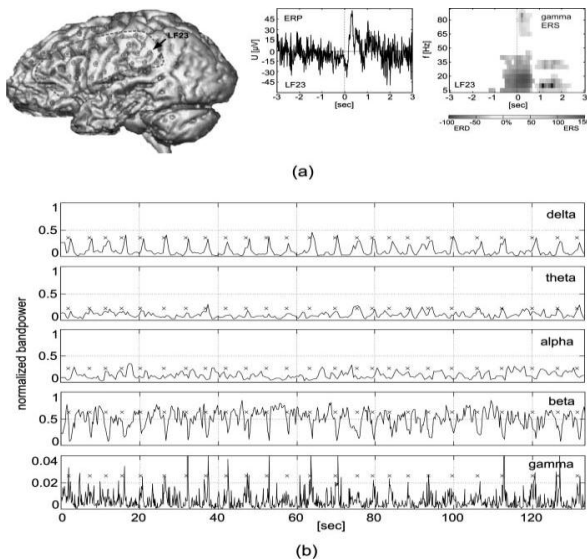 LF23
ERP
U [µV]
45
30
15
0
-15
-30
-45
LF23
-3 -2 -1 0 1 2 3
[sec]
gamma
ERS
f [Hz]
80
65
50
35
20
5
LF23
-3 -2 -1 0 1 2 3
[sec]
-100 -50 0% 50 100 150
ERD ERS
(a)
normalized bandpower
1
0.5
0
delta
1
0.5
0
theta
1
0.5
0
alpha
1
0.5
0
beta
0.04
0.02
0
gamma
0 20 40 60 80 100 120
[sec]
(b)